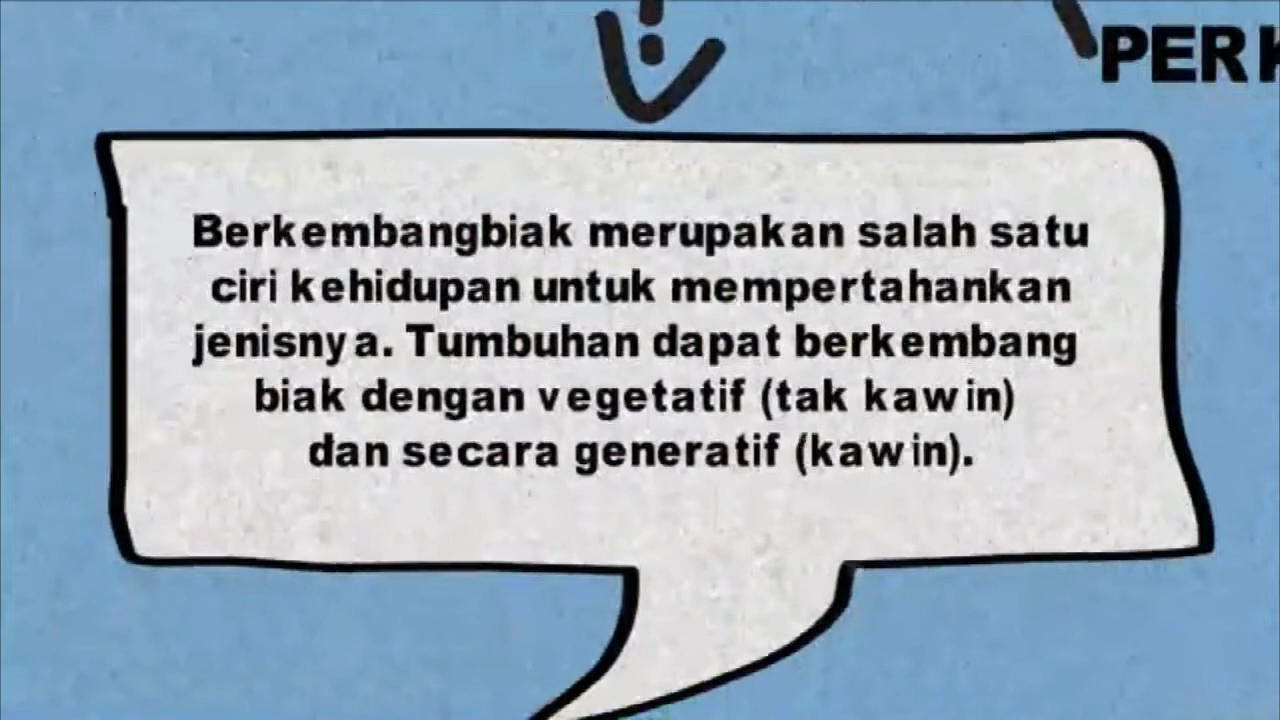 Berkembangbiak merupakan salah satu
ciri kehidupan untuk mempertahankan
jenisnya. Tumbuhan dapat berkembang
biak dengan vegetatif (tak kawin)
dan secara generatif (kawin).